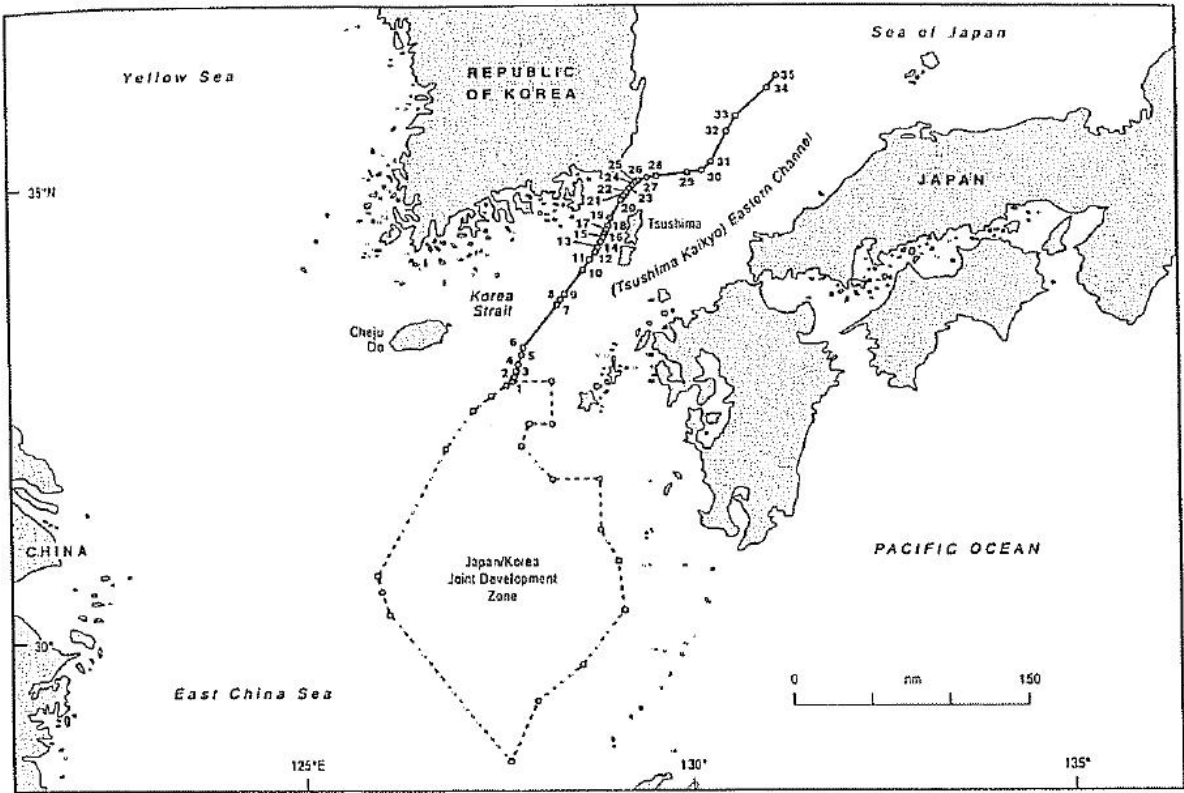 Sea of Japan
Yellow Sea
REPUBLIC
OF KOREA
35
34
33
32
31
30
29
28
26
25
24
27
22
23
21
20
35°N
JAPAN
Tsushima
19
18
17
16
15
14
13
12
11
10
(Tsushima Kaikyo) Eastern Channel
Korea
Strait
8
9
7
Cheju
Do
6
5
4
3
2
1
CHINA
PACIFIC OCEAN
Japan/Korea
Joint Development
Zone
30°
East China Sea
0
nm
150
125°E
130°
135°